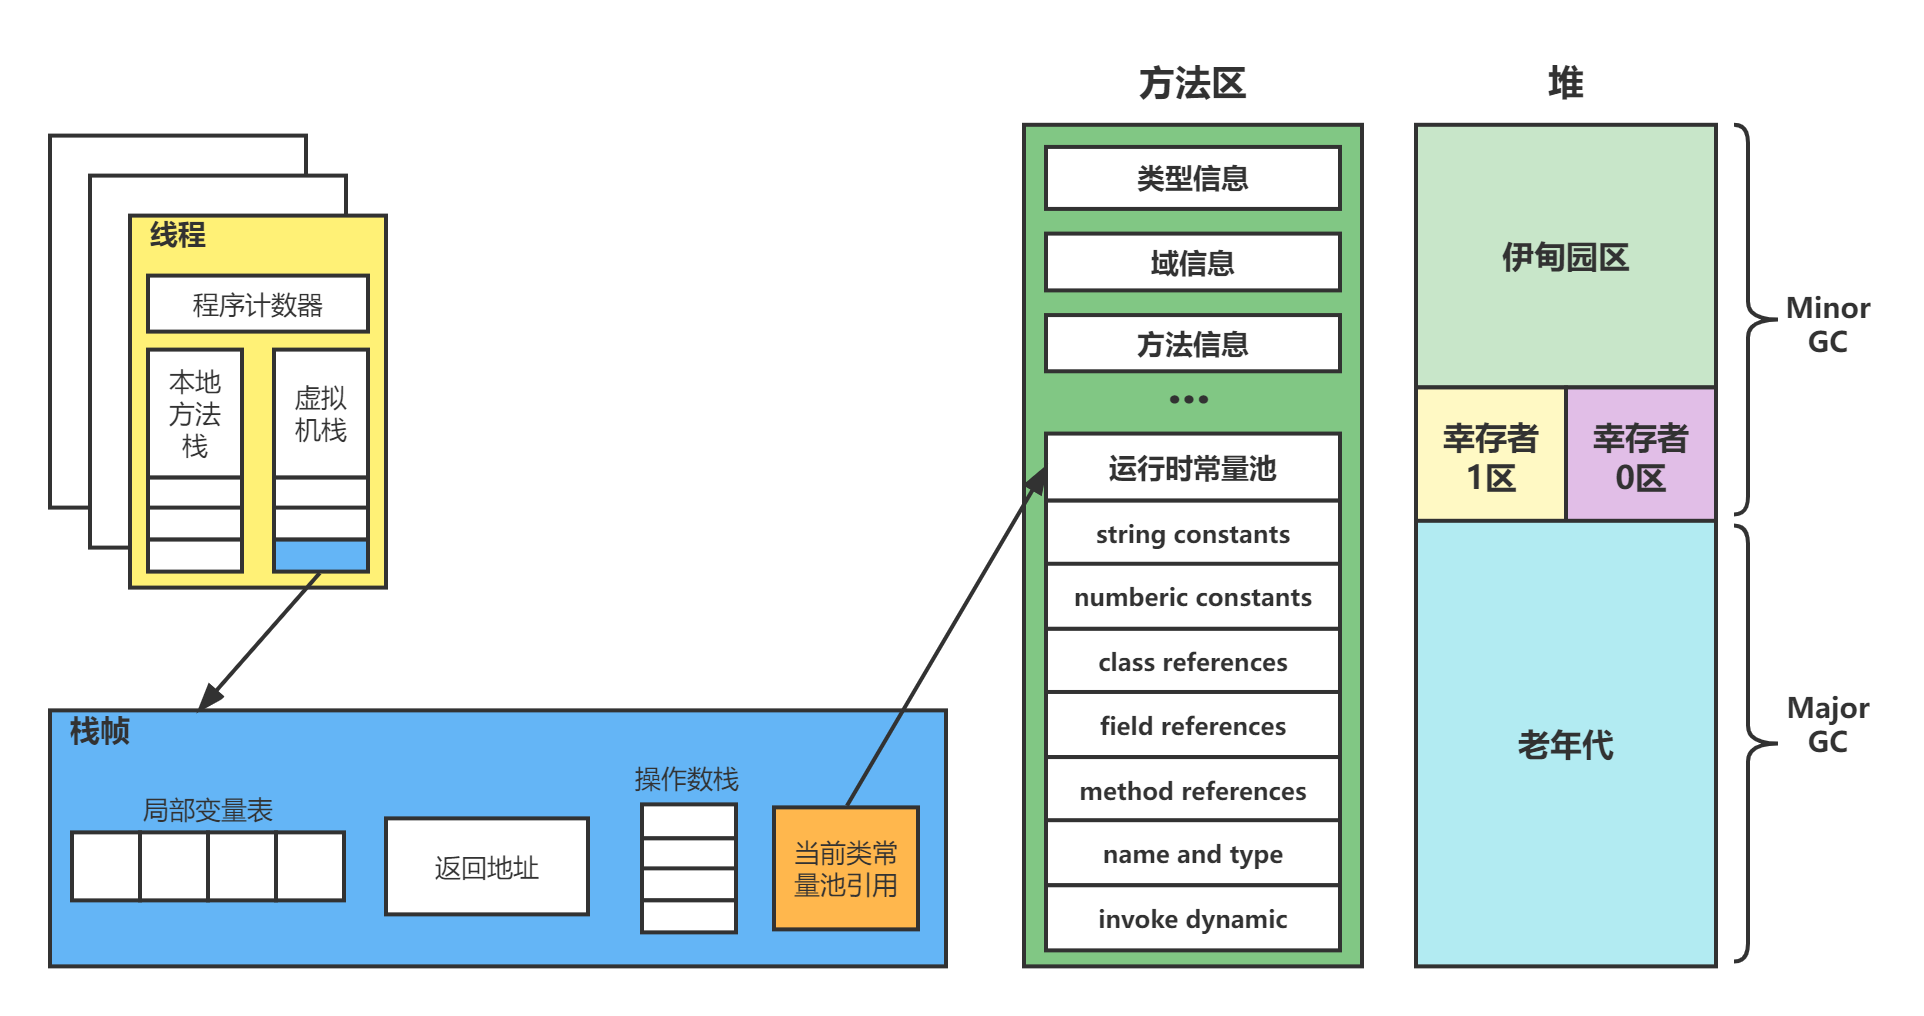 方法区
堆
线程
程序计数器
本地
方法
栈
虚拟
机栈
栈帧
局部变量表
返回地址
操作数栈
当前类常
量池引用
类型信息
域信息
方法信息
...
运行时常量池
string constants
numberic constants
class references
field references
method references
name and type
invoke dynamic
伊甸园区
幸存者
1区
幸存者
0区
老年代
Minor
GC
Major
GC